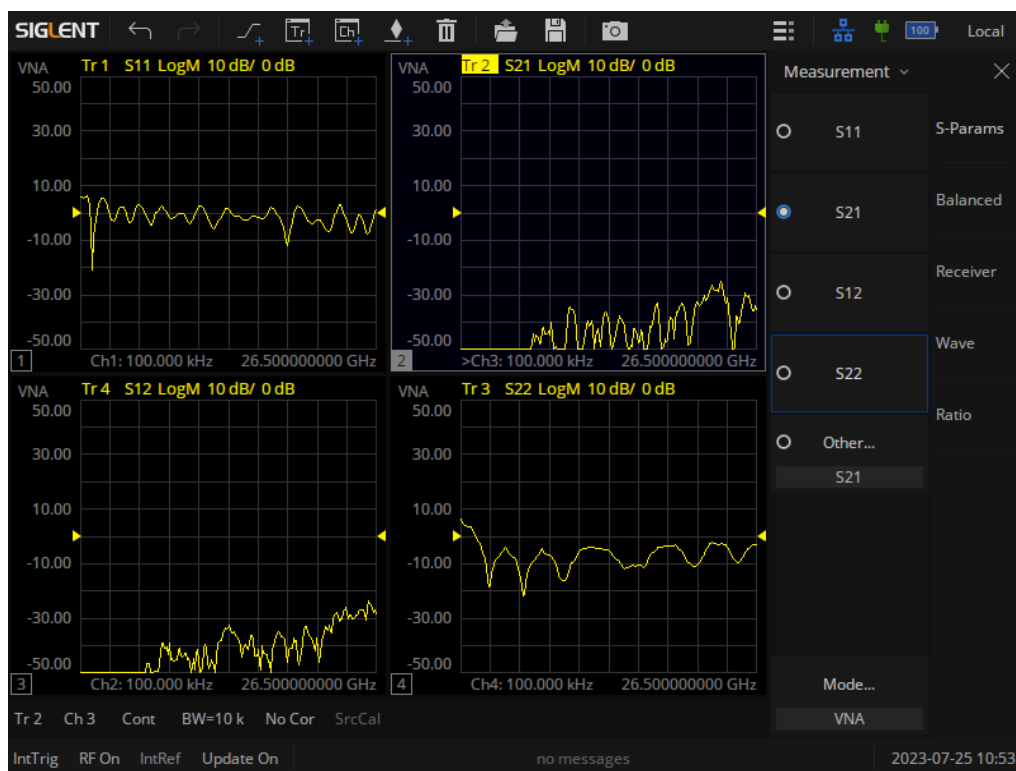 SIGLENT Tr Ch 100 Local
VNA Tr 1 S11 LogM 10 dB/ 0 dB
50.00
30.00
10.00
-10.00
-30.00
-50.00
1 Ch1: 100.000 kHz 26.500000000 GHz
VNA Tr 2 S21 LogM 10 dB/ 0 dB
50.00
30.00
10.00
-10.00
-30.00
-50.00
2 >Ch3: 100.000 kHz 26.500000000 GHz
VNA Tr 4 S12 LogM 10 dB/ 0 dB
50.00
30.00
10.00
-10.00
-30.00
-50.00
3 Ch2: 100.000 kHz 26.500000000 GHz
VNA Tr 3 S22 LogM 10 dB/ 0 dB
50.00
30.00
10.00
-10.00
-30.00
-50.00
4 Ch4: 100.000 kHz 26.500000000 GHz
Measurement
S11
S21
S12
S22
Other...
S21
Mode...
VNA
S-Params
Balanced
Receiver
Wave
Ratio
Tr 2 Ch 3 Cont BW=10 k No Cor SrcCal
IntTrig RF On IntRef Update On no messages 2023-07-25 10:53